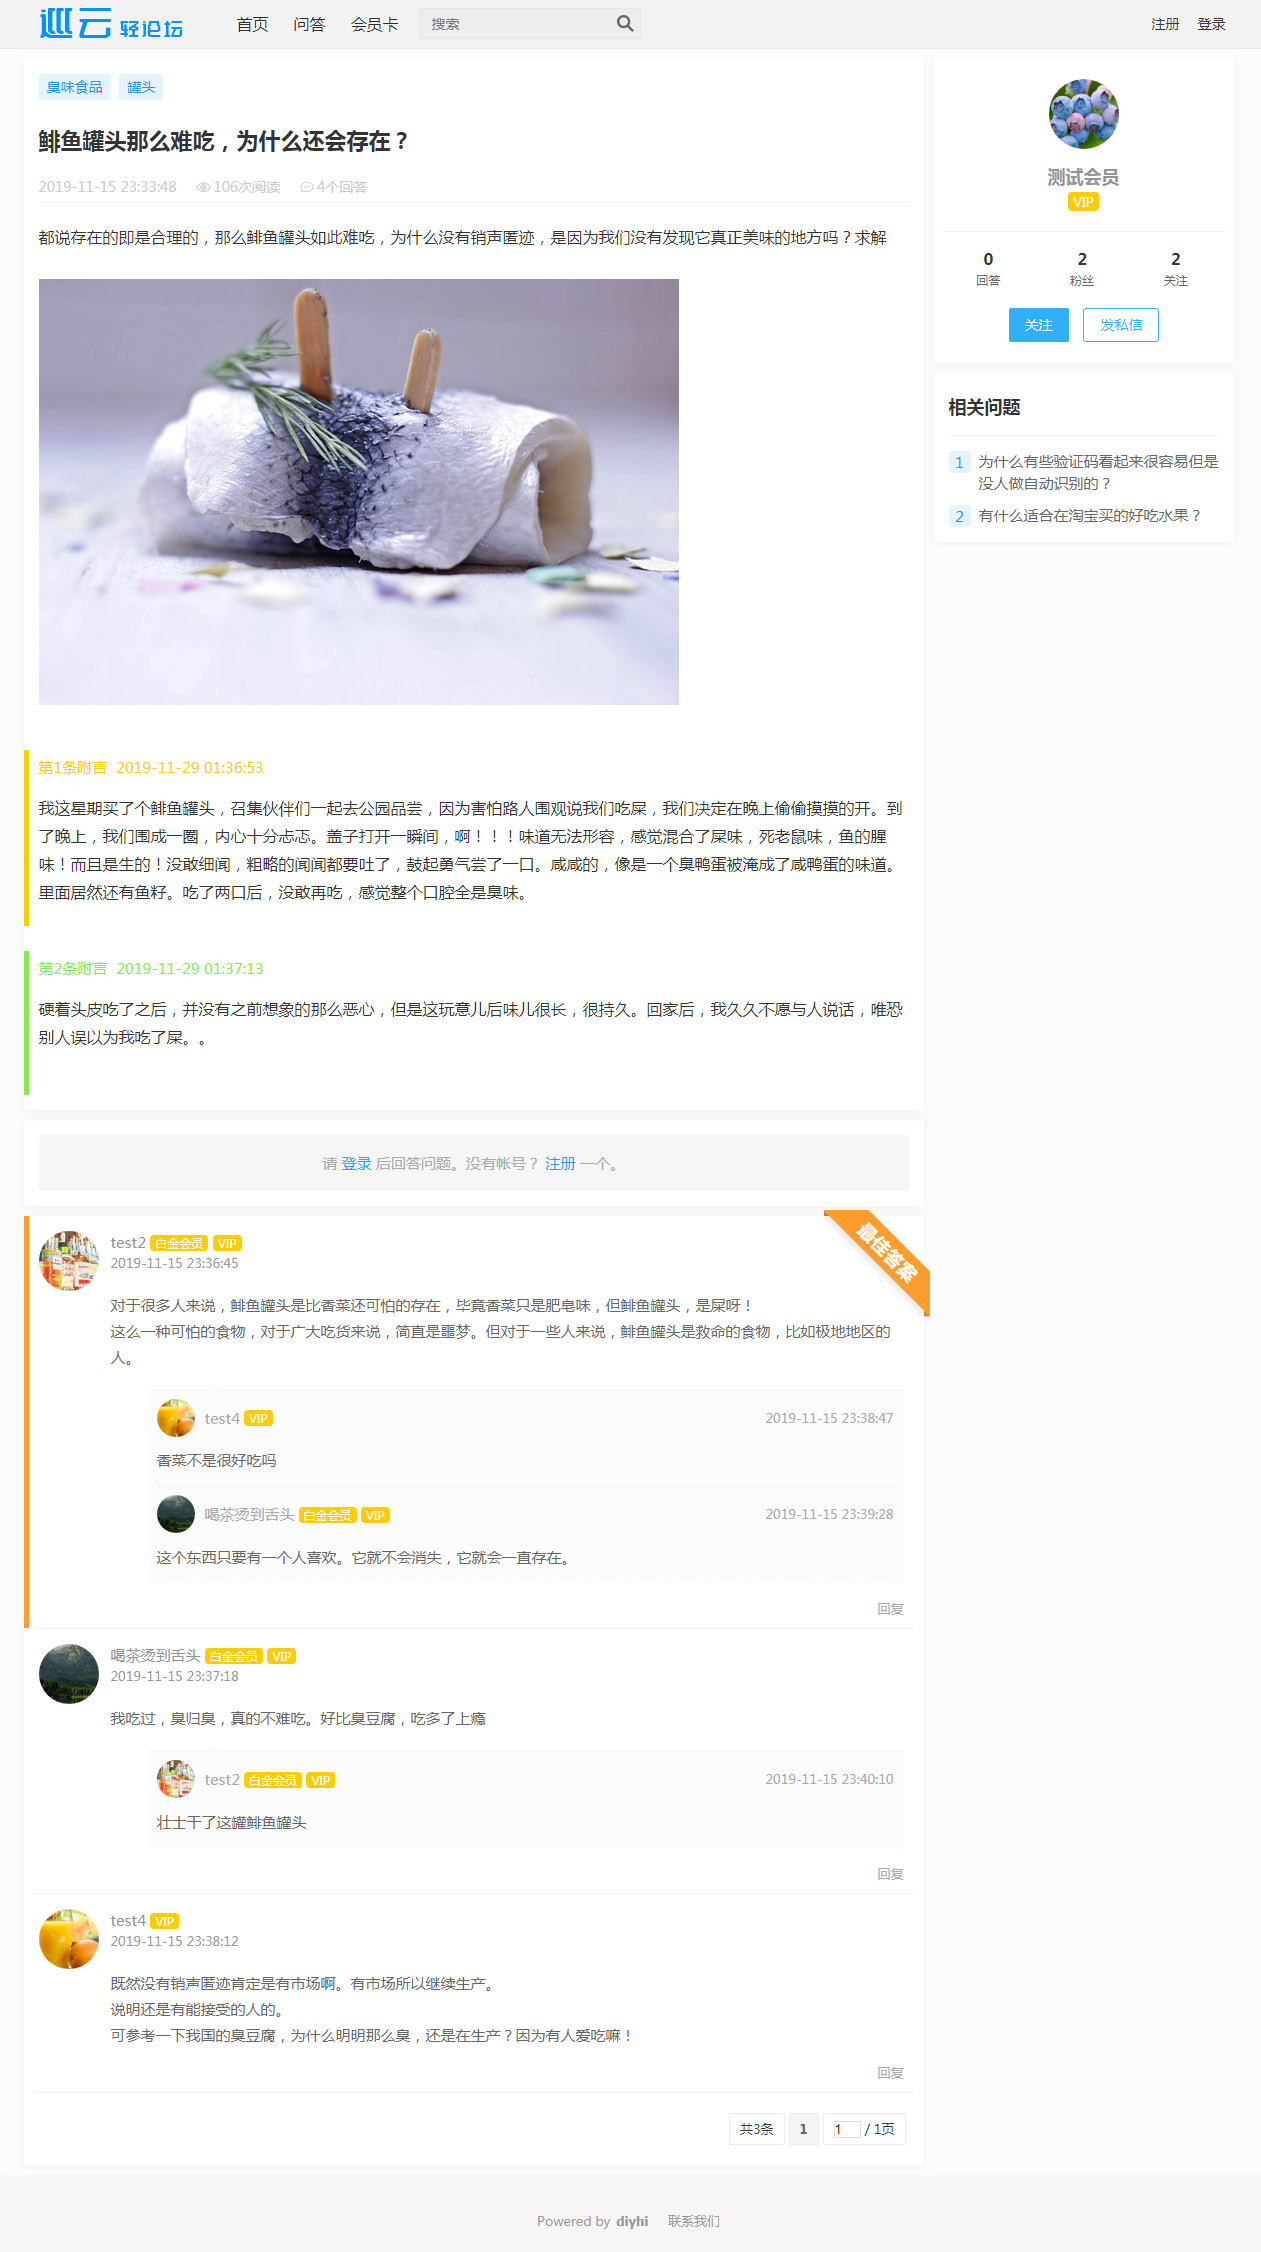 巡云 轻论坛 首页 问答 会员卡 搜索 注册 登录
臭味食品 罐头
鲱鱼罐头那么难吃，为什么还会存在？
2019-11-15 23:33:48 106次阅读 4个回答
都说存在的即是合理的，那么鲱鱼罐头如此难吃，为什么没有销声匿迹，是因为我们没有发现它真正美味的地方吗？求解
第1条附言 2019-11-29 01:36:53
我这星期买了个鲱鱼罐头，召集伙伴们一起去公园品尝，因为害怕路人围观说我们吃屎，我们决定在晚上偷偷摸摸的开。到
了晚上，我们围成一圈，内心十分忐忑。盖子打开一瞬间，啊！！！味道无法形容，感觉混合了屎味，死老鼠味，鱼的腥
味！而且是生的！没敢细闻，粗略的闻闻都要吐了，鼓起勇气尝了一口。咸咸的，像是一个臭鸭蛋被淹成了咸鸭蛋的味道。
里面居然还有鱼籽。吃了两口后，没敢再吃，感觉整个口腔全是臭味。
第2条附言 2019-11-29 01:37:13
硬着头皮吃了之后，并没有之前想象的那么恶心，但是这玩意儿后味儿很长，很持久。回家后，我久久不愿与人说话，唯恐
别人误以为我吃了屎。。
请 登录 后回答问题。没有帐号？ 注册 一个。
最佳答案
test2 白金会员 VIP
2019-11-15 23:36:45
对于很多人来说，鲱鱼罐头是比香菜还可怕的存在，毕竟香菜只是肥皂味，但鲱鱼罐头，是屎呀！
这么一种可怕的食物，对于广大吃货来说，简直是噩梦。但对于一些人来说，鲱鱼罐头是救命的食物，比如极地地区的
人。
test4 VIP 2019-11-15 23:38:47
香菜不是很好吃吗
喝茶烫到舌头 白金会员 VIP 2019-11-15 23:39:28
这个东西只要有一个人喜欢。它就不会消失，它就会一直存在。
回复
喝茶烫到舌头 白金会员 VIP
2019-11-15 23:37:18
我吃过，臭归臭，真的不难吃。好比臭豆腐，吃多了上瘾
test2 白金会员 VIP 2019-11-15 23:40:10
壮士干了这罐鲱鱼罐头
回复
test4 VIP
2019-11-15 23:38:12
既然没有销声匿迹肯定是有市场啊。有市场所以继续生产。
说明还是有能接受的人的。
可参考一下我国的臭豆腐，为什么明明那么臭，还是在生产？因为有人爱吃嘛！
回复
共3条 1 1 / 1页
测试会员
VIP
0 2 2
回答 粉丝 关注
关注 发私信
相关问题
1 为什么有些验证码看起来很容易但是
没人做自动识别的？
2 有什么适合在淘宝买的好吃水果？
Powered by diyhi 联系我们